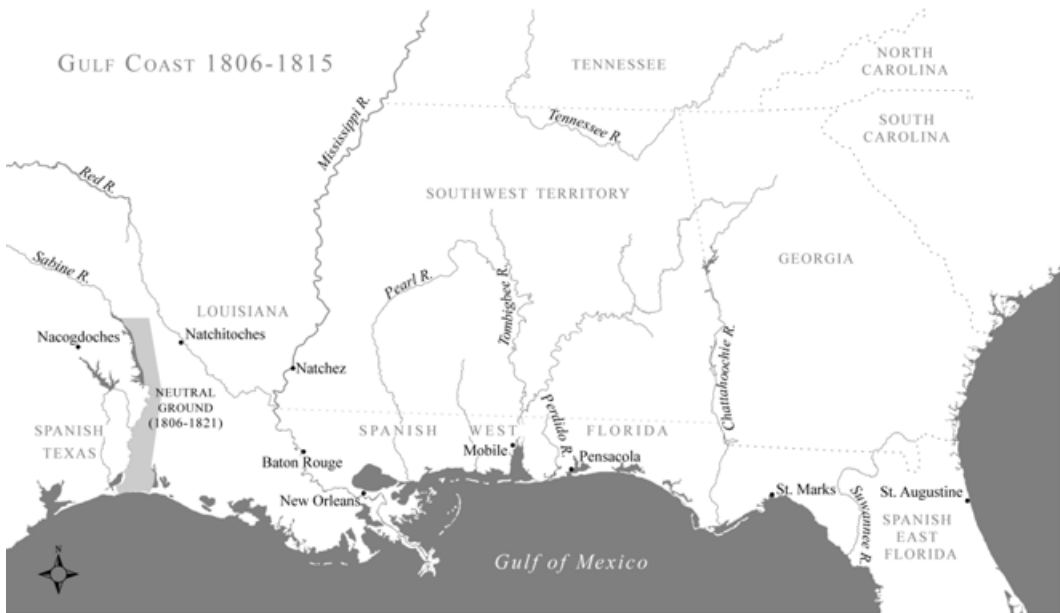 GULF COAST 1806-1815
TENNESSEE
NORTH
CAROLINA
SOUTH
CAROLINA
Mississippi R.
Tennessee R.
Red R.
SOUTHWEST TERRITORY
Sabine R.
Pearl R.
Tombigbee R.
GEORGIA
LOUISIANA
Nacogdoches
Natchitoches
Natchez
Chattahoochie R.
NEUTRAL
GROUND
(1806-1821)
Perdido R.
SPANISH
TEXAS
SPANISH WEST FLORIDA
Mobile
Baton Rouge
Pensacola
New Orleans
St. Marks
Suwannee R.
St. Augustine
SPANISH
EAST
FLORIDA
N
Gulf of Mexico